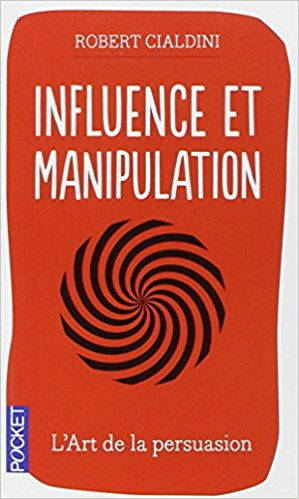 ROBERT CIALDINI
INFLUENCE ET
MANIPULATION
L'Art de la persuasion
POCKET